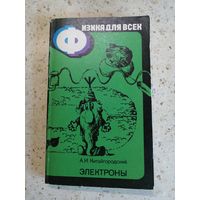 ФИЗИКА ДЛЯ ВСЕХ
А.И. Китайгородский
ЭЛЕКТРОНЫ